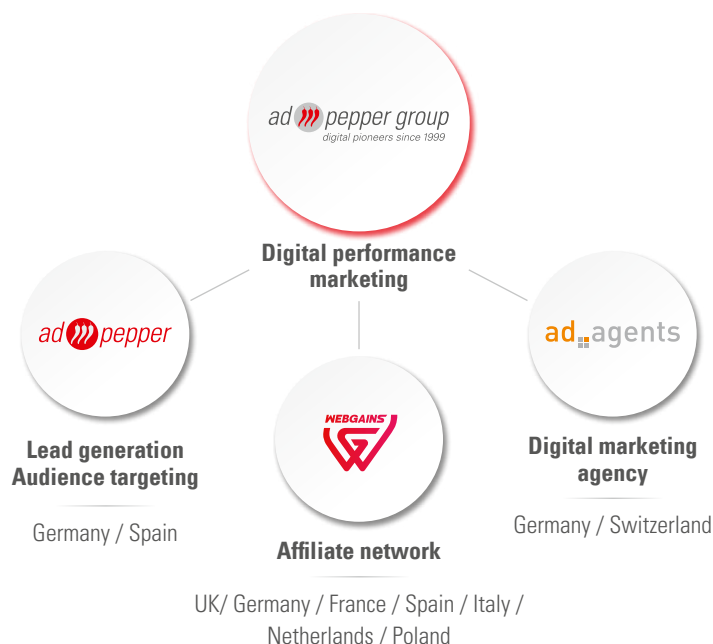 ad pepper group
digital pioneers since 1999
Digital performance
marketing
ad pepper
Lead generation
Audience targeting
Germany / Spain
WEBGAINS
Affiliate network
UK/ Germany / France / Spain / Italy /
Netherlands / Poland
ad agents
Digital marketing
agency
Germany / Switzerland